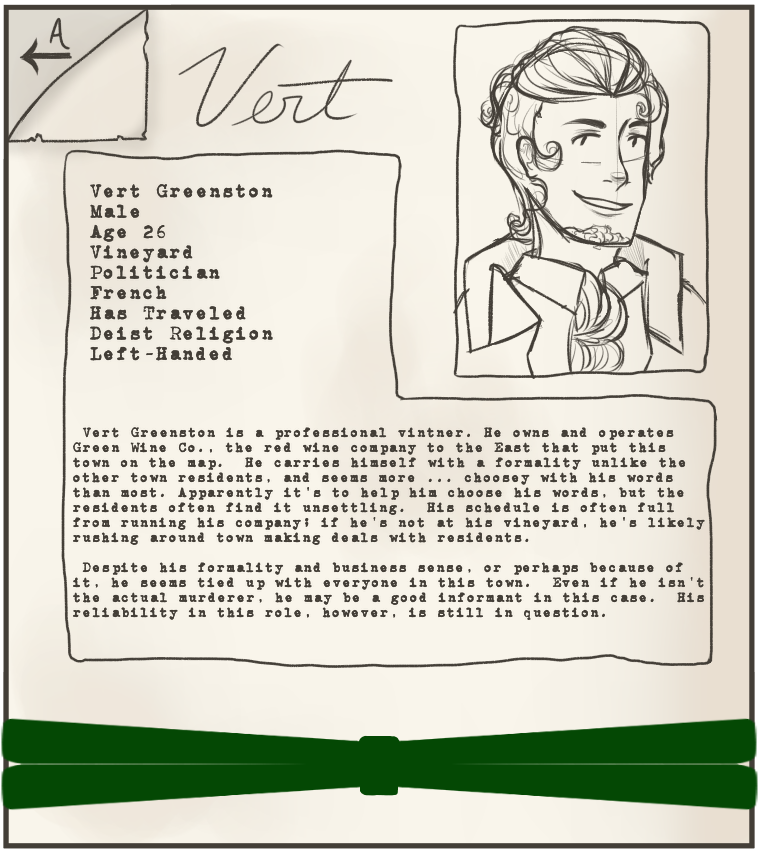 A
Vert
Vert Greenston
Male
Age 26
Vineyard
Politician
French
Has Traveled
Deist Religion
Left-Handed
Vert Greenston is a professional vintner. He owns and operates
Green Wine Co., the red wine company to the East that put this
town on the map. He carries himself with a formality unlike the
other town residents, and seems more ... choosey with his words
than most. Apparently it's to help him choose his words, but the
residents often find it unsettling. His schedule is often full
from running his company; if he's not at his vineyard, he's likely
rushing around town making deals with residents.
Despite his formality and business sense, or perhaps because of
it, he seems tied up with everyone in this town. Even if he isn't
the actual murderer, he may be a good informant in this case. His
reliability in this role, however, is still in question.